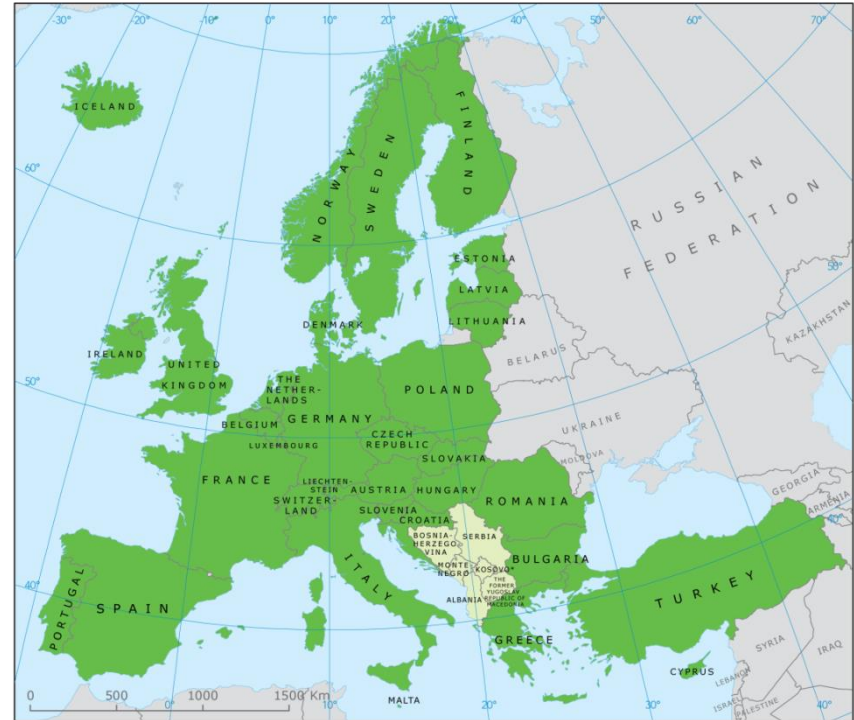 -30°
-20°
-10°
0°
10°
20°
30°
40°
50°
60°
70°
ICELAND
60°
NORWAY
SWEDEN
FINLAND
RUSSIAN
FEDERATION
50°
ESTONIA
LATVIA
LITHUANIA
DENMARK
KAZAKHSTAN
IRELAND
UNITED
KINGDOM
BELARUS
50°
THE
NETHER-
LANDS
POLAND
BELGIUM
GERMANY
UKRAINE
LUXEMBOURG
CZECH
REPUBLIC
SLOVAKIA
MOLDOVA
FRANCE
LIECHTEN-
STEIN
SWITZER-
LAND
AUSTRIA
HUNGARY
ROMANIA
GEORGIA
ARMENIA
SLOVENIA
CROATIA
40°
BOSNIA-
HERZEGO-
VINA
SERBIA
MONTE
NEGRO
KOSOVO*
BULGARIA
THE
FORMER
YUGOSLAV
REPUBLIC OF
MACEDONIA
ALBANIA
ITALY
40°
PORTUGAL
SPAIN
TURKEY
GREECE
SYRIA
IRAQ
CYPRUS
LEBANON
ISRAEL
PALESTINE
MALTA
0
500
1000
1500 Km
0°
10°
20°
30°
40°